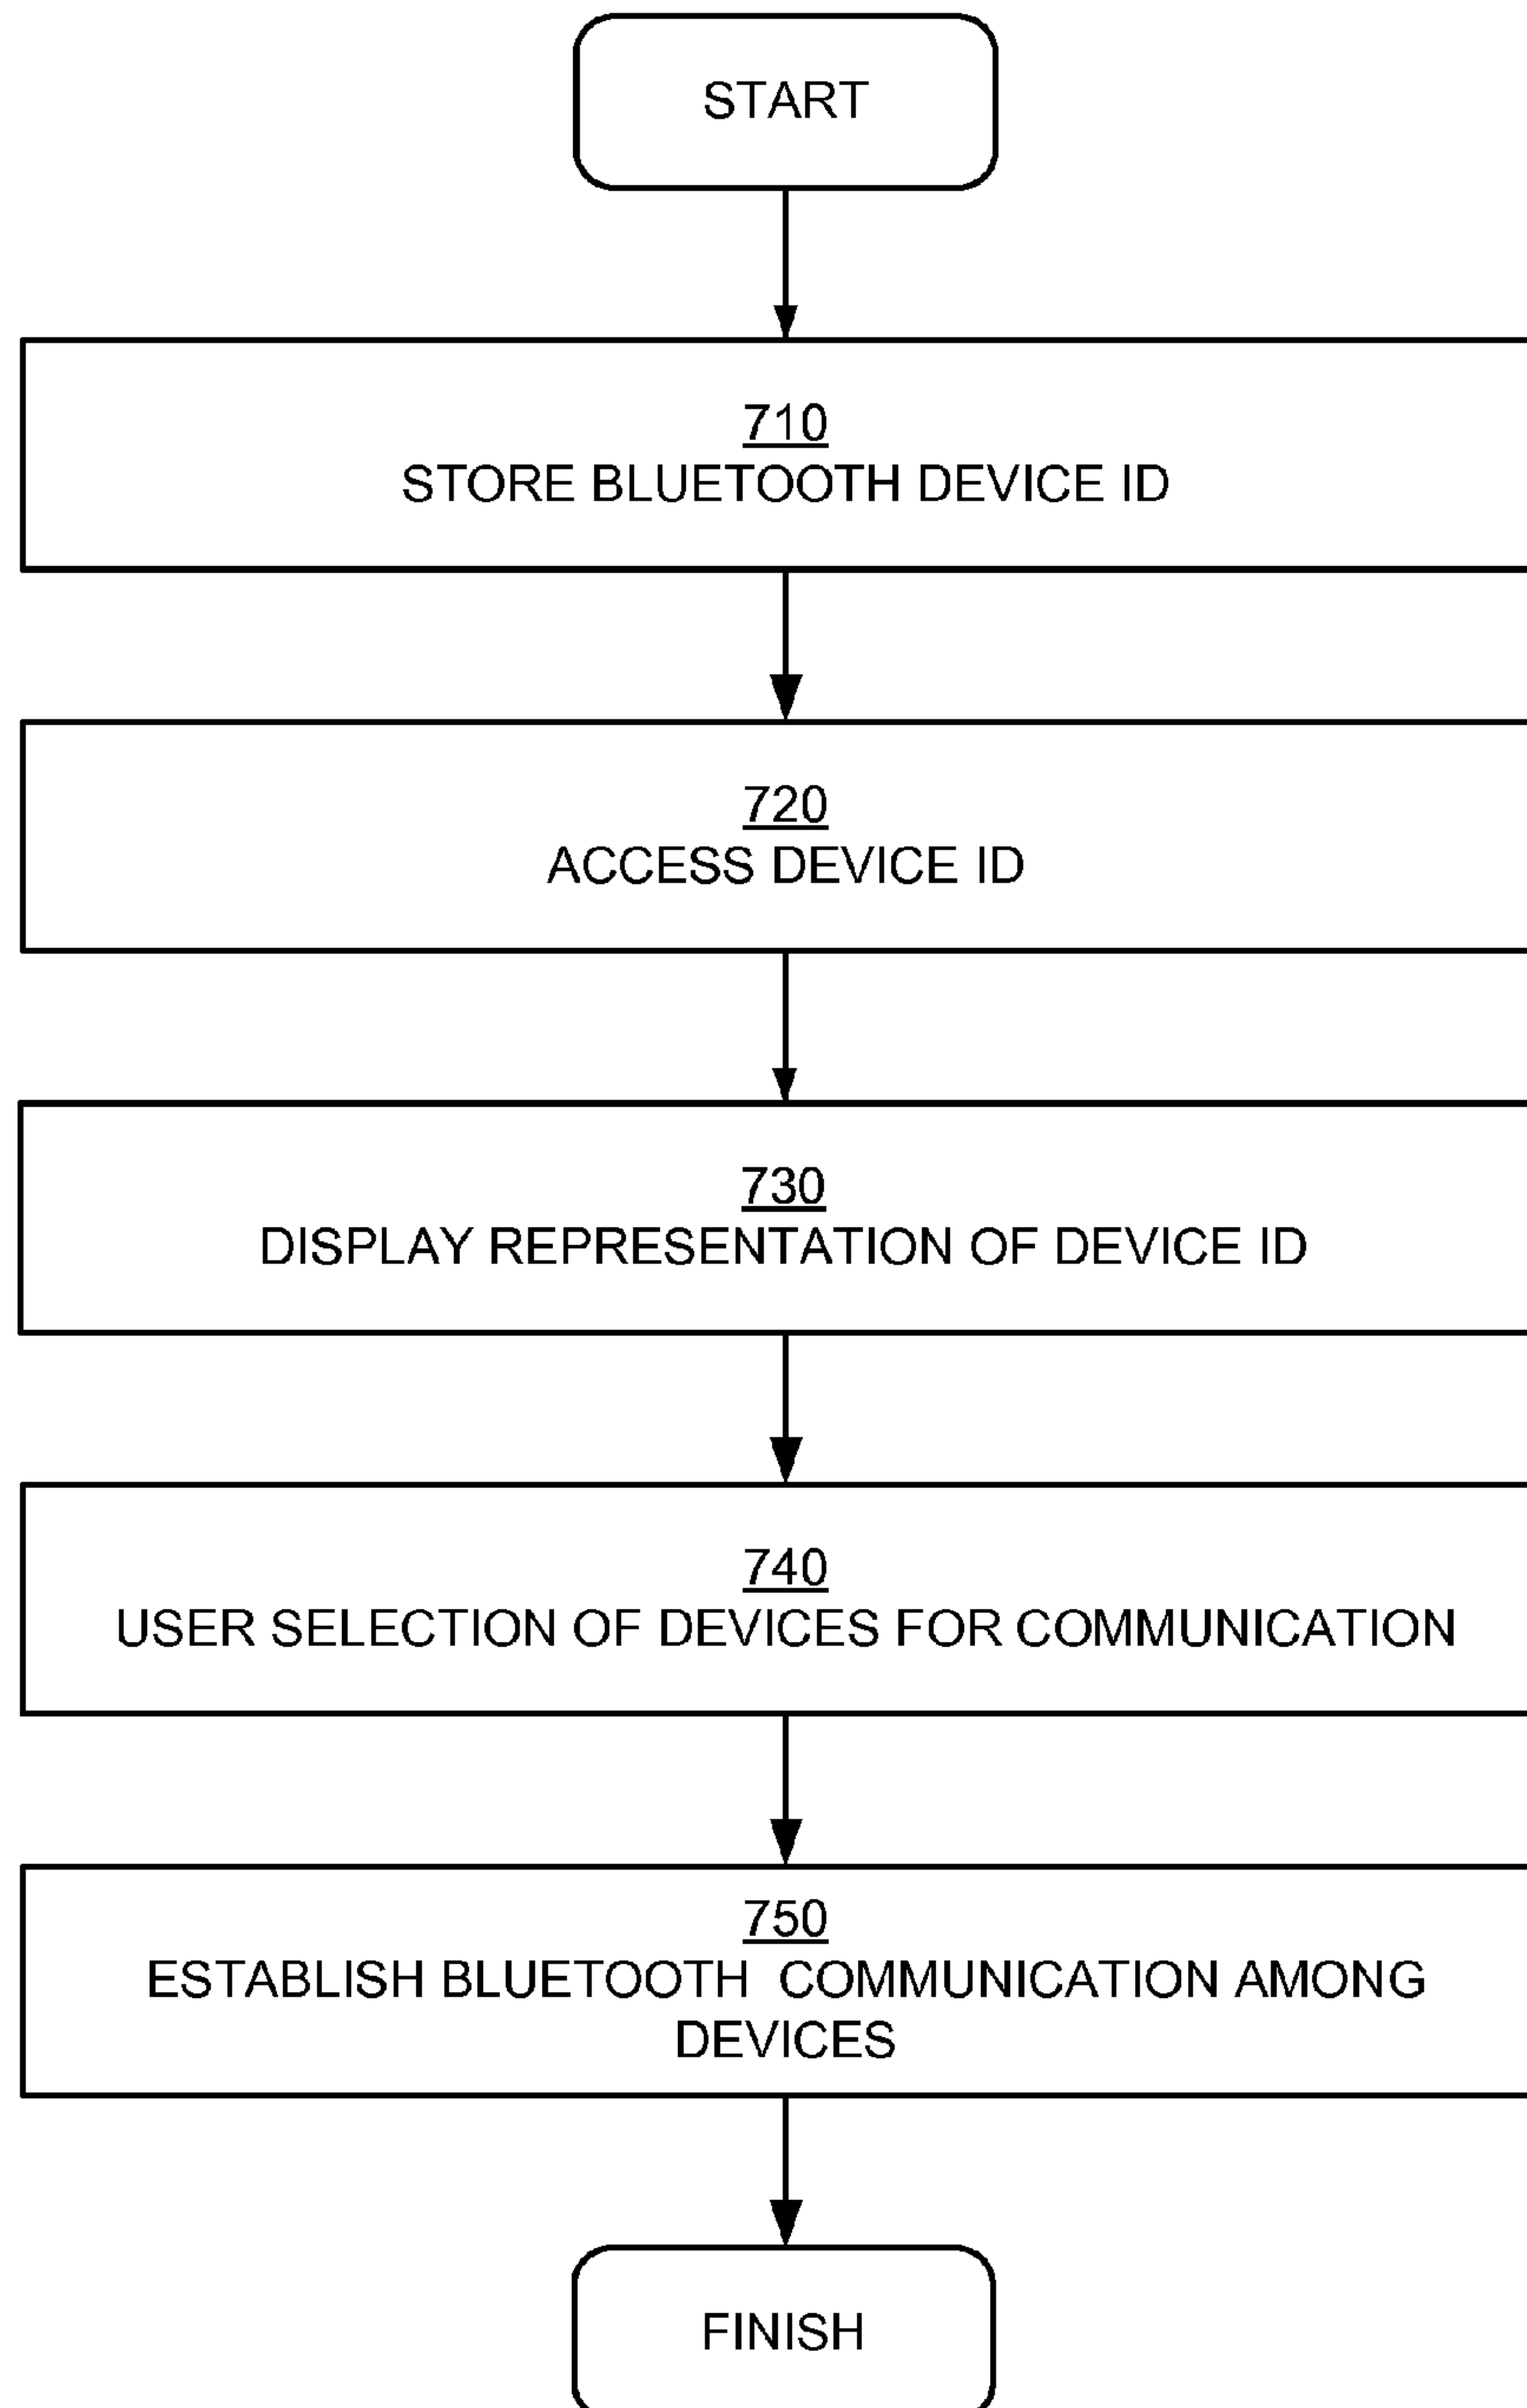 START
710
STORE BLUETOOTH DEVICE ID
720
ACCESS DEVICE ID
730
DISPLAY REPRESENTATION OF DEVICE ID
740
USER SELECTION OF DEVICES FOR COMMUNICATION
750
ESTABLISH BLUETOOTH COMMUNICATION AMONG
DEVICES
FINISH